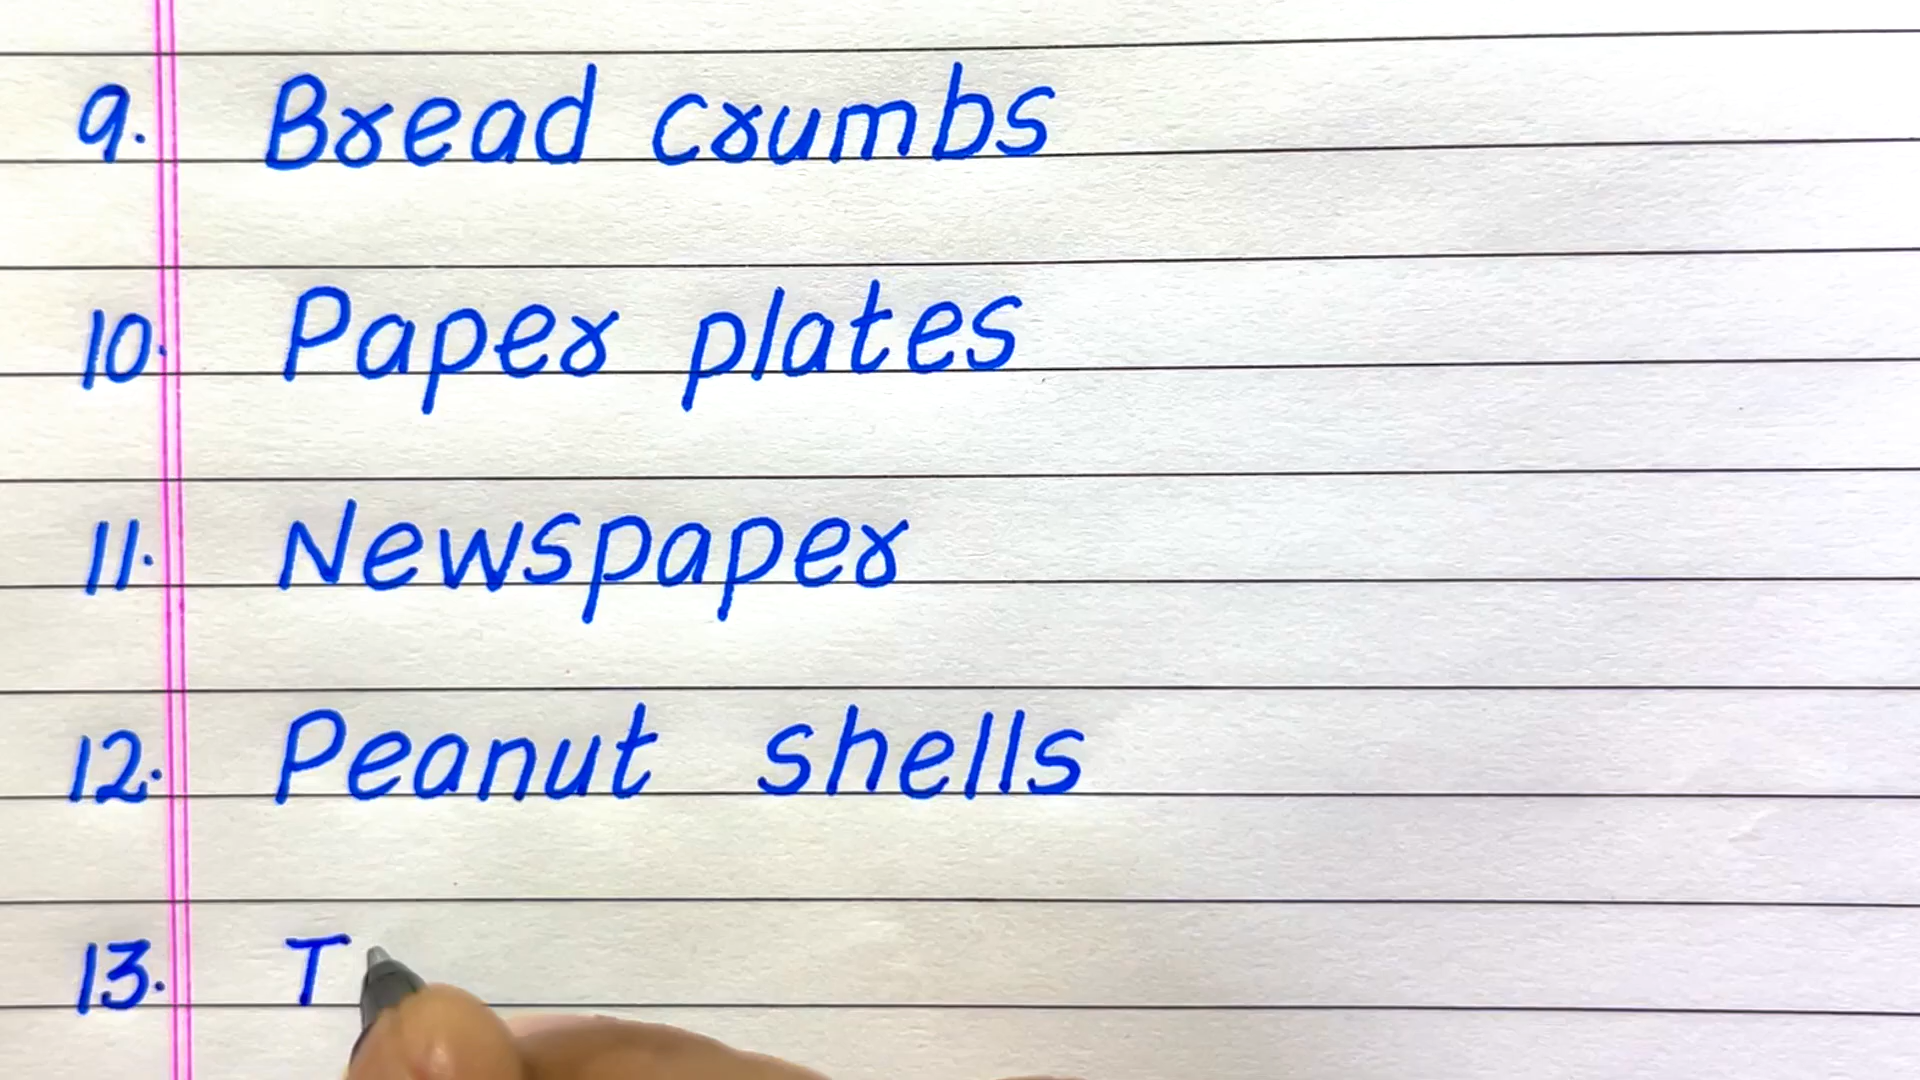 9. Bread crumbs
10. Paper plates
11. Newspaper
12. Peanut shells
13. T